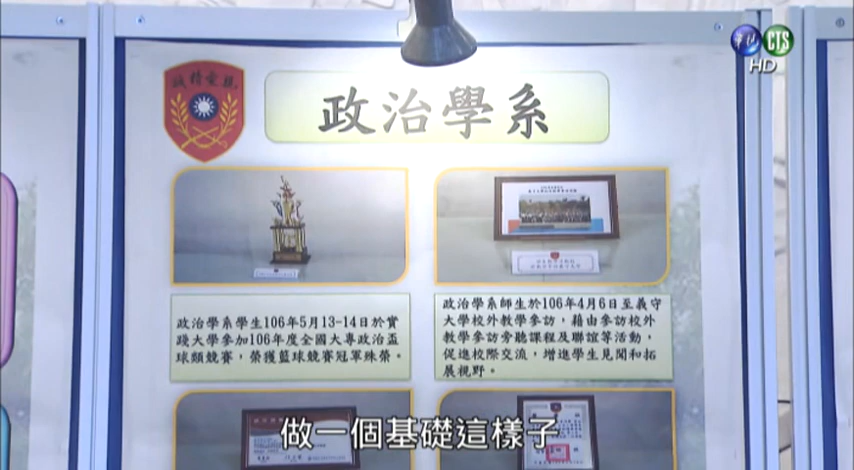 華視 CTS
HD
親愛精誠
政治學系
政治學系學生106年5月13-14日於實
踐大學參加106年度全國大專政治盃
球類競賽，榮獲籃球競賽冠軍殊榮。
政治學系師生於106年4月6日至義守
大學校外教學參訪，藉由參訪校外
教學參訪旁聽課程及聯誼等活動，
促進校際交流，增進學生見聞和拓
展視野。
做一個基礎這樣子